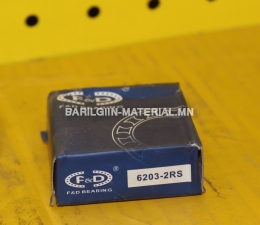 F&D
BARILGIIN-MATERIAL.MN
F&D
F&D BEARING
6203-2RS